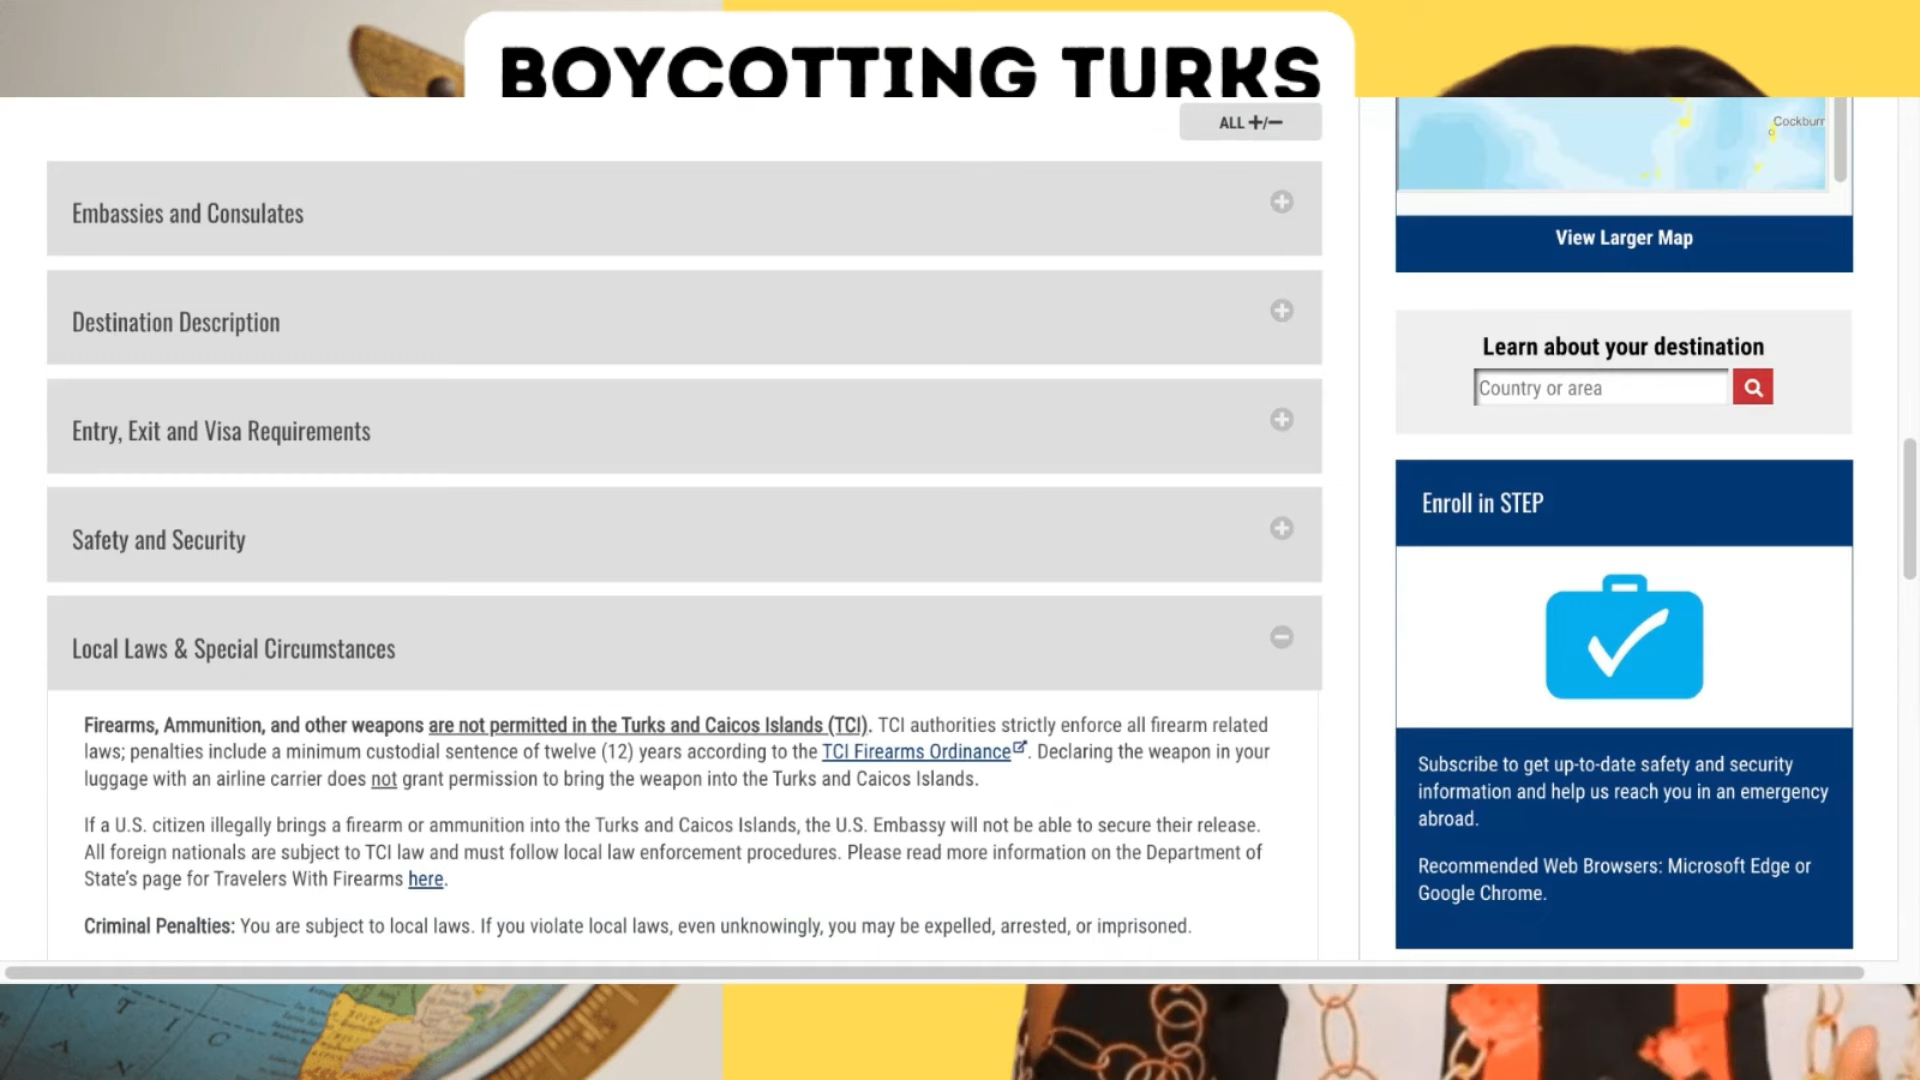 BOYCOTTING TURKS
ALL +/−
Embassies and Consulates
Destination Description
Entry, Exit and Visa Requirements
Safety and Security
Local Laws & Special Circumstances
Firearms, Ammunition, and other weapons are not permitted in the Turks and Caicos Islands (TCI). TCI authorities strictly enforce all firearm related
laws; penalties include a minimum custodial sentence of twelve (12) years according to the TCI Firearms Ordinance. Declaring the weapon in your
luggage with an airline carrier does not grant permission to bring the weapon into the Turks and Caicos Islands.
If a U.S. citizen illegally brings a firearm or ammunition into the Turks and Caicos Islands, the U.S. Embassy will not be able to secure their release.
All foreign nationals are subject to TCI law and must follow local law enforcement procedures. Please read more information on the Department of
State’s page for Travelers With Firearms here.
Criminal Penalties: You are subject to local laws. If you violate local laws, even unknowingly, you may be expelled, arrested, or imprisoned.
Cockburn
View Larger Map
Learn about your destination
Country or area
Enroll in STEP
Subscribe to get up-to-date safety and security
information and help us reach you in an emergency
abroad.
Recommended Web Browsers: Microsoft Edge or
Google Chrome.
T I C
A N